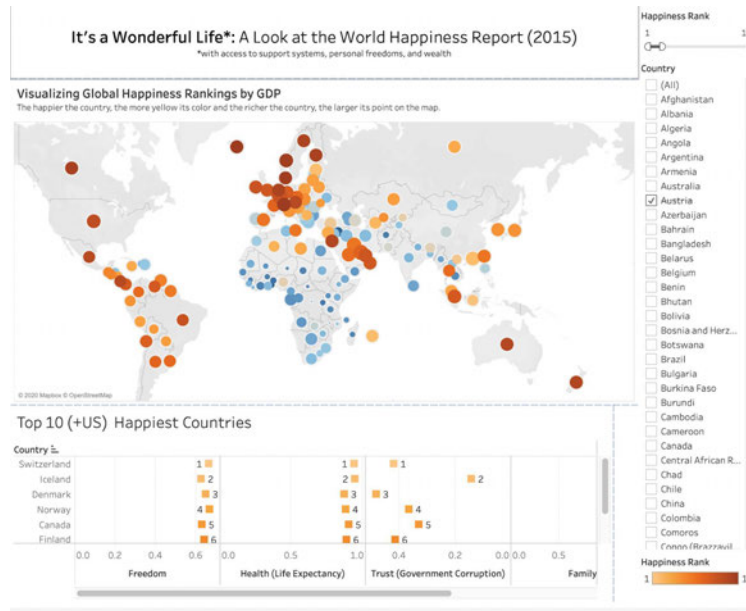 It's a Wonderful Life*: A Look at the World Happiness Report (2015)
*with access to support systems, personal freedoms, and wealth
Visualizing Global Happiness Rankings by GDP
The happier the country, the more yellow its color and the richer the country, the larger its point on the map.
© 2020 Mapbox © OpenStreetMap
Top 10 (+US) Happiest Countries
Country
Switzerland 1 1 1
Iceland 2 2 2
Denmark 3 3 3
Norway 4 4 4
Canada 5 5 5
Finland 6 6 6
0.0 0.2 0.4 0.6 0.0 0.5 1.0 0.4 0.2 0.0 0.0 0.5
Freedom Health (Life Expectancy) Trust (Government Corruption) Family
Happiness Rank
1 1
Country
(All)
Afghanistan
Albania
Algeria
Angola
Argentina
Armenia
Australia
Austria
Azerbaijan
Bahrain
Bangladesh
Belarus
Belgium
Benin
Bhutan
Bolivia
Bosnia and Herz...
Botswana
Brazil
Bulgaria
Burkina Faso
Burundi
Cambodia
Cameroon
Canada
Central African R...
Chad
Chile
China
Colombia
Comoros
Congo (Brazzavil
Happiness Rank
1 1